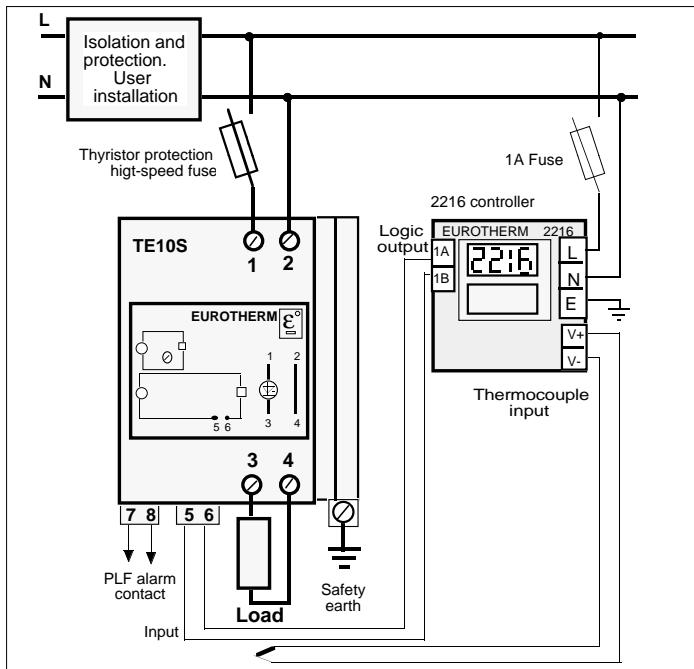 L
Isolation and
protection.
User
installation
N
Thyristor protection
higt-speed fuse
1A Fuse
2216 controller
Logic
output
EUROTHERM 2216
1A
1B
2216
L
N
E
V+
V-
Thermocouple
input
TE10S
1 2
EUROTHERM
ε°
1 2
3 4
5 6
3 4
7 8 5 6
PLF alarm
contact
Load
Safety
earth
Input